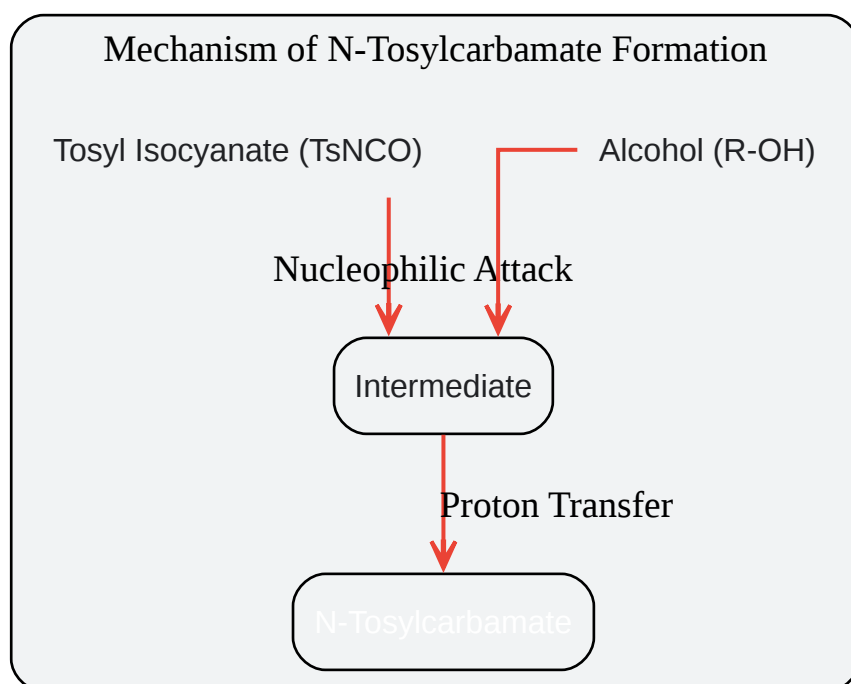 Mechanism of N-Tosylcarbamate Formation
Tosyl Isocyanate (TsNCO)
Alcohol (R-OH)
Nucleophilic Attack
Intermediate
Proton Transfer
N-Tosylcarbamate